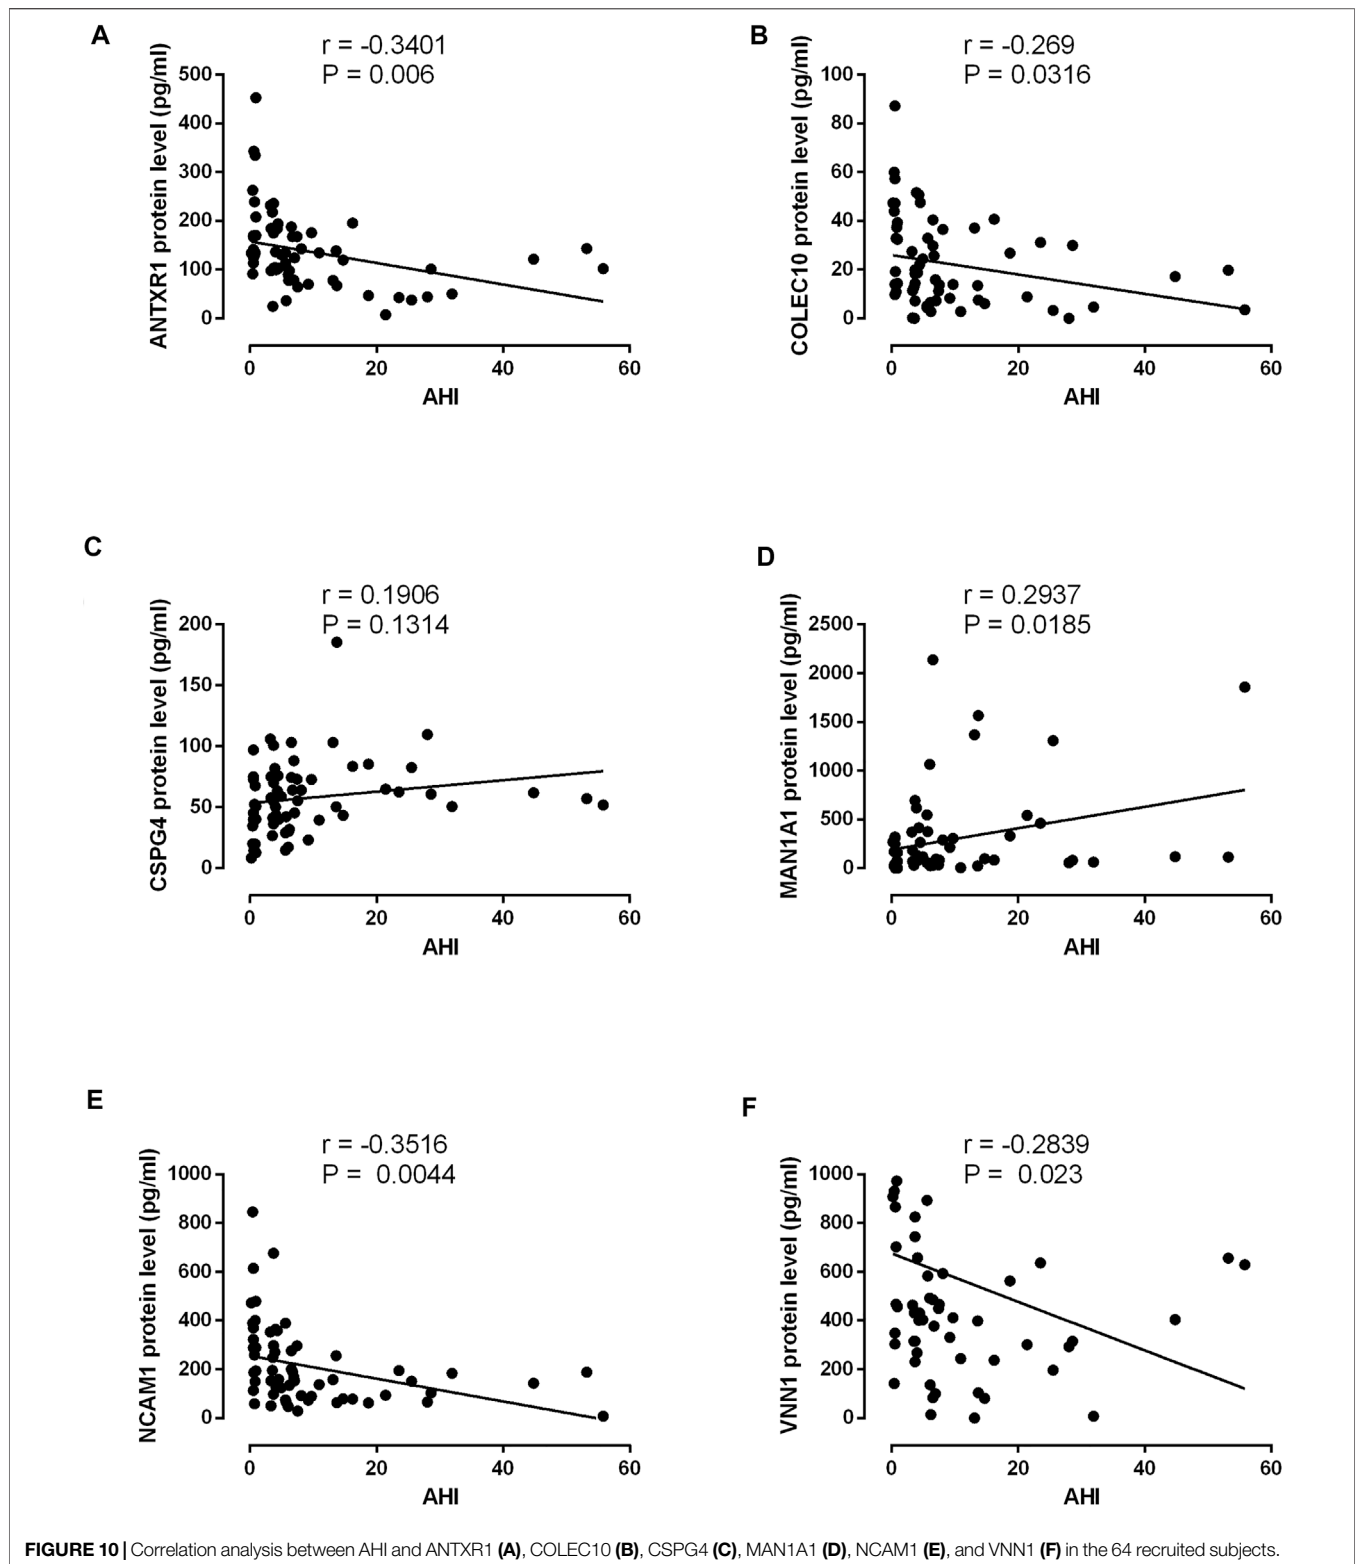 A
r = -0.3401
P = 0.006
ANTXR1 protein level (pg/ml)
500
400
300
200
100
0
0 20 40 60
AHI
B
r = -0.269
P = 0.0316
COLEC10 protein level (pg/ml)
100
80
60
40
20
0
0 20 40 60
AHI
C
r = 0.1906
P = 0.1314
CSPG4 protein level (pg/ml)
200
150
100
50
0
0 20 40 60
AHI
D
r = 0.2937
P = 0.0185
MAN1A1 protein level (pg/ml)
2500
2000
1500
1000
500
0
0 20 40 60
AHI
E
r = -0.3516
P = 0.0044
NCAM1 protein level (pg/ml)
1000
800
600
400
200
0
0 20 40 60
AHI
F
r = -0.2839
P = 0.023
VNN1 protein level (pg/ml)
1000
800
600
400
200
0
0 20 40 60
AHI
FIGURE 10 | Correlation analysis between AHI and ANTXR1 (A), COLEC10 (B), CSPG4 (C), MAN1A1 (D), NCAM1 (E), and VNN1 (F) in the 64 recruited subjects.